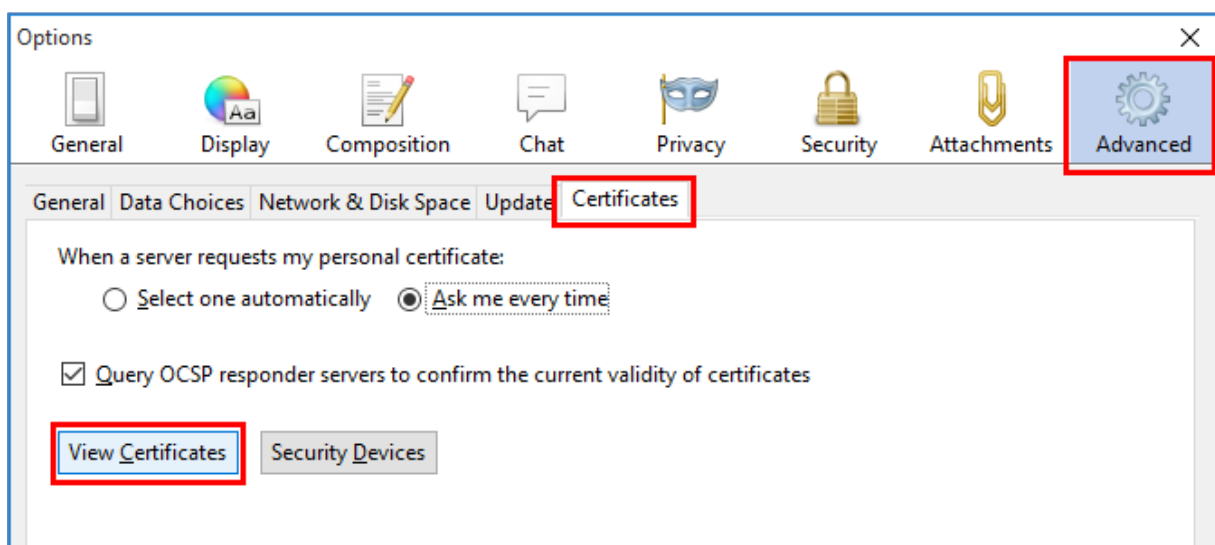 Options
Aa
General Display Composition Chat Privacy Security Attachments Advanced
General Data Choices Network & Disk Space Update Certificates
When a server requests my personal certificate:
Select one automatically Ask me every time
Query OCSP responder servers to confirm the current validity of certificates
View Certificates Security Devices